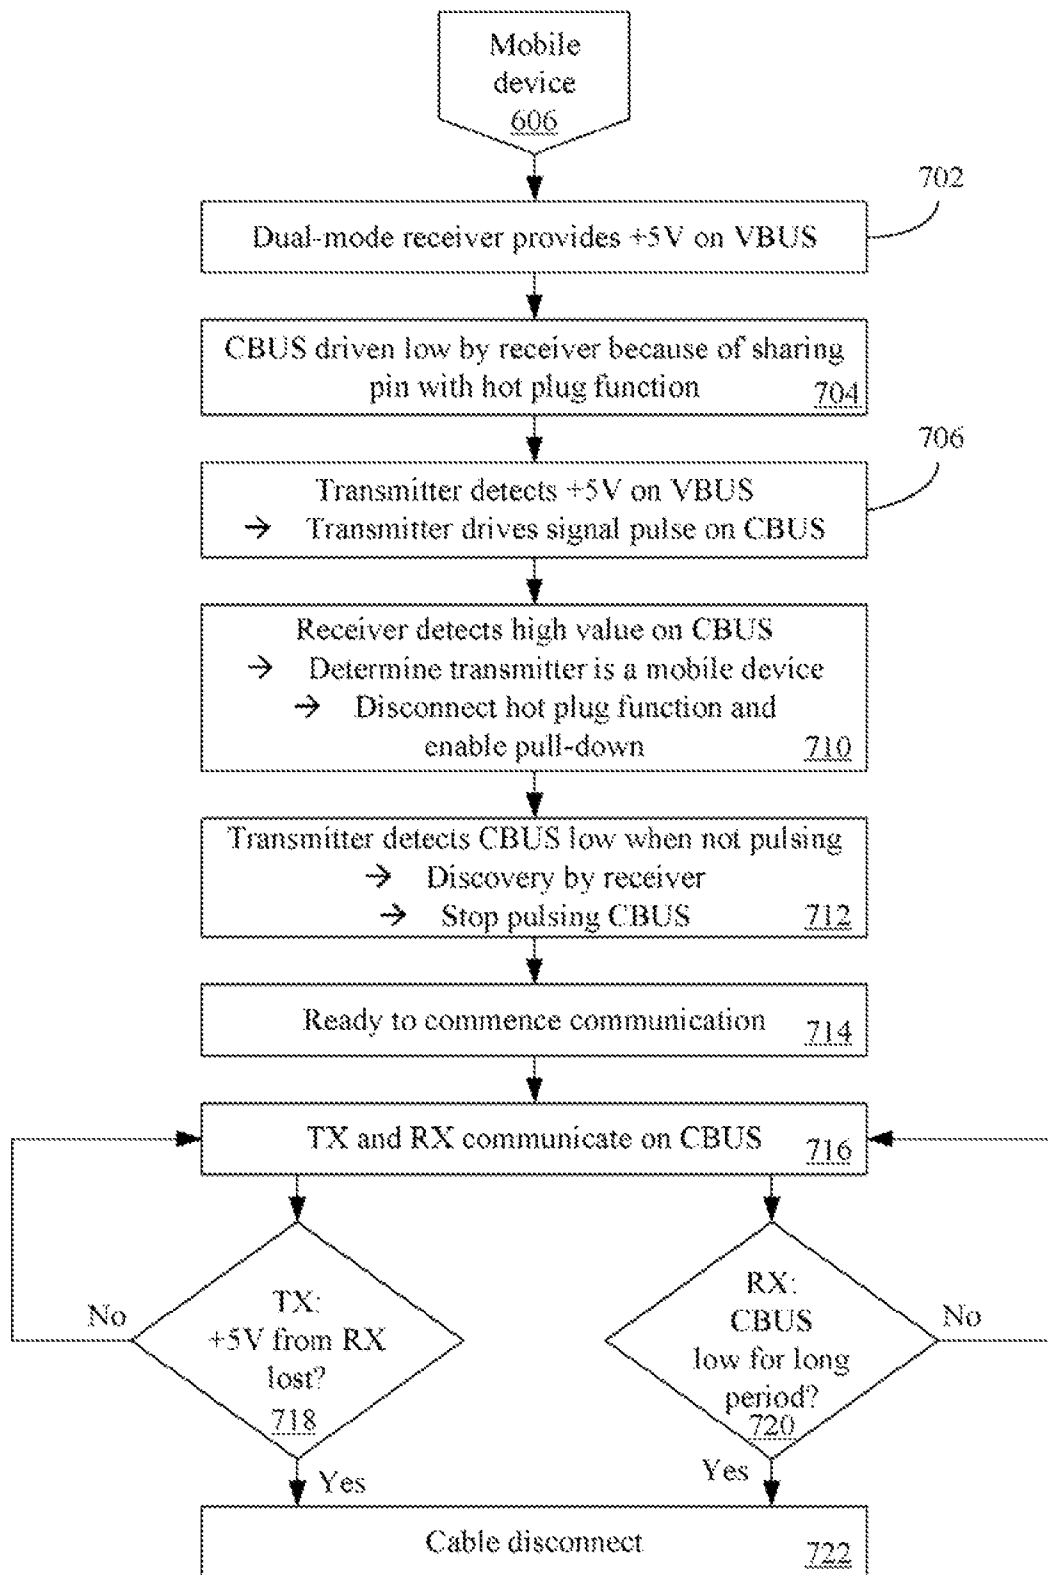 Mobile
device
606
702
Dual-mode receiver provides +5V on VBUS
CBUS driven low by receiver because of sharing
pin with hot plug function
704
706
Transmitter detects +5V on VBUS
→ Transmitter drives signal pulse on CBUS
Receiver detects high value on CBUS
→ Determine transmitter is a mobile device
→ Disconnect hot plug function and
enable pull-down
710
Transmitter detects CBUS low when not pulsing
→ Discovery by receiver
→ Stop pulsing CBUS
712
Ready to commence communication
714
TX and RX communicate on CBUS
716
No
TX:
+5V from RX
lost?
718
Yes
RX:
CBUS
low for long
period?
720
No
Yes
Cable disconnect
722